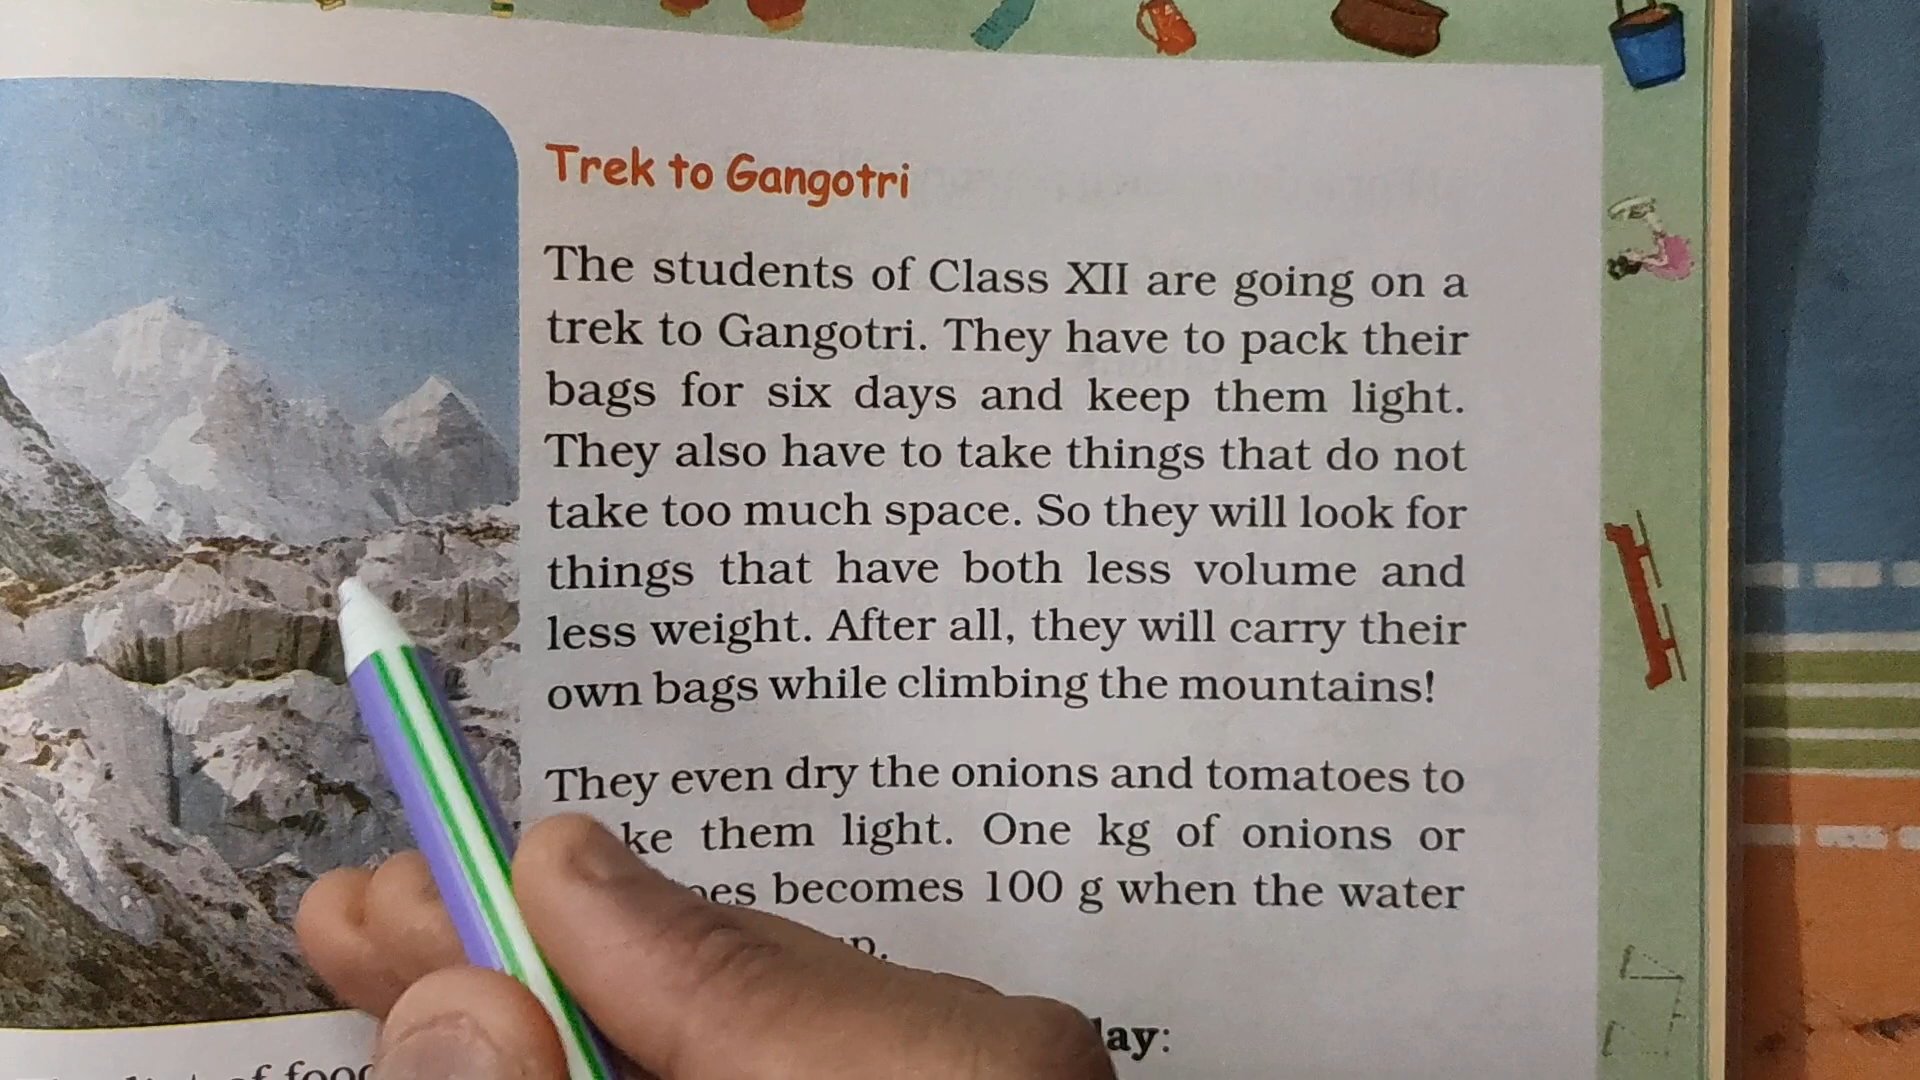 Trek to Gangotri
The students of Class XII are going on a
trek to Gangotri. They have to pack their
bags for six days and keep them light.
They also have to take things that do not
take too much space. So they will look for
things that have both less volume and
less weight. After all, they will carry their
own bags while climbing the mountains!
They even dry the onions and tomatoes to
them light. One kg of onions or
becomes 100 g when the water
of